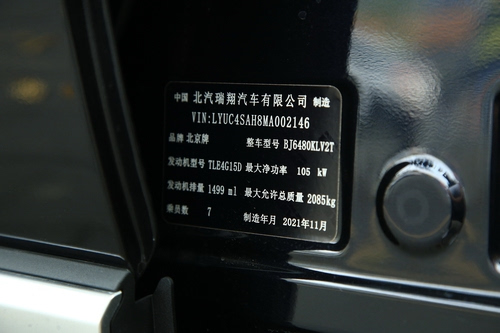 中国 北汽瑞翔汽车有限公司 制造
VIN:LYUC4SAH8MA002146
品牌 北京牌 整车型号 BJ6480KLV2T
发动机型号 TLE4G15D 最大净功率 105 kW
发动机排量 1499 ml 最大允许总质量 2085kg
乘员数 7 制造年月 2021年11月